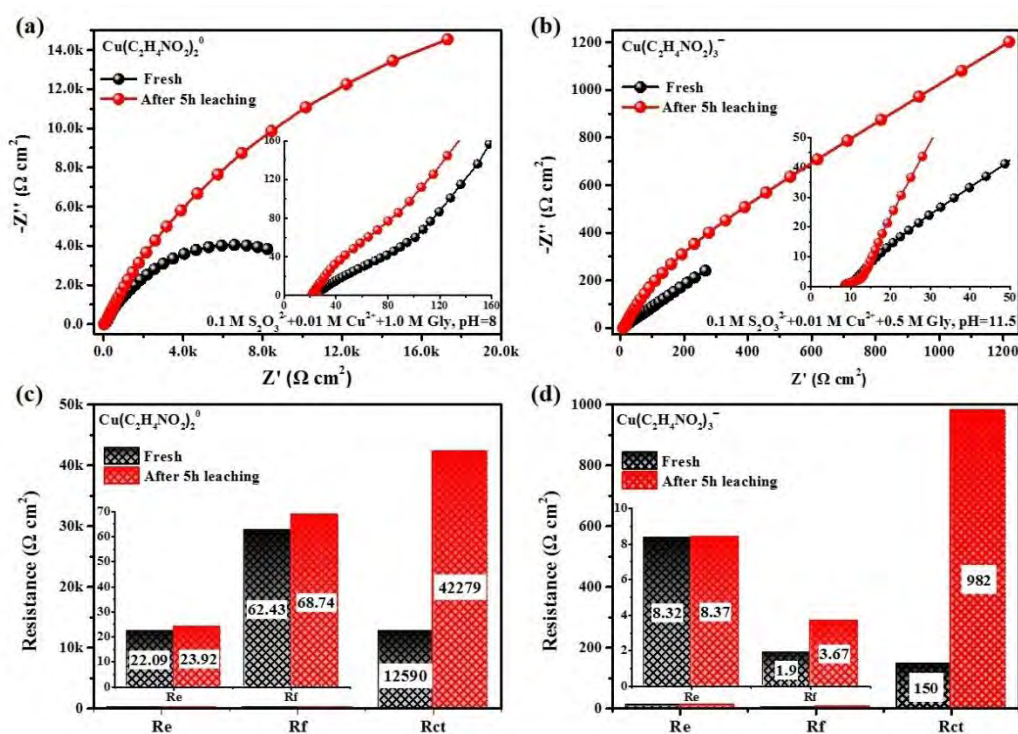 (a)
Cu(C₂H₄NO₂)₂⁰
Fresh
After 5h leaching
-Z'' (Ω cm²)
14.0k
12.0k
10.0k
8.0k
6.0k
4.0k
2.0k
0.0
160
120
80
40
0
0 40 80 120 160
0.1 M S₂O₃²⁻+0.01 M Cu²⁺+1.0 M Gly, pH=8
0.0 4.0k 8.0k 12.0k 16.0k 20.0k
Z' (Ω cm²)
(b)
Cu(C₂H₄NO₂)₃⁻
Fresh
After 5h leaching
-Z'' (Ω cm²)
1200
1000
800
600
400
200
0
50
40
30
20
10
0
0 10 20 30 40 50
0.1 M S₂O₃²⁻+0.01 M Cu²⁺+0.5 M Gly, pH=11.5
0 200 400 600 800 1000 1200
Z' (Ω cm²)
(c)
Cu(C₂H₄NO₂)₂⁰
Fresh
After 5h leaching
Resistance (Ω cm²)
50k
40k
30k
20k
10k
0
70
60
50
40
30
20
10
0
22.09 23.92 62.43 68.74
Re Rf
12590 42279
Re Rf Rct
(d)
Cu(C₂H₄NO₂)₃⁻
Fresh
After 5h leaching
Resistance (Ω cm²)
1000
800
600
400
200
0
8
6
4
2
0
8.32 8.37 1.9 3.67
Re Rf
150 982
Re Rf Rct